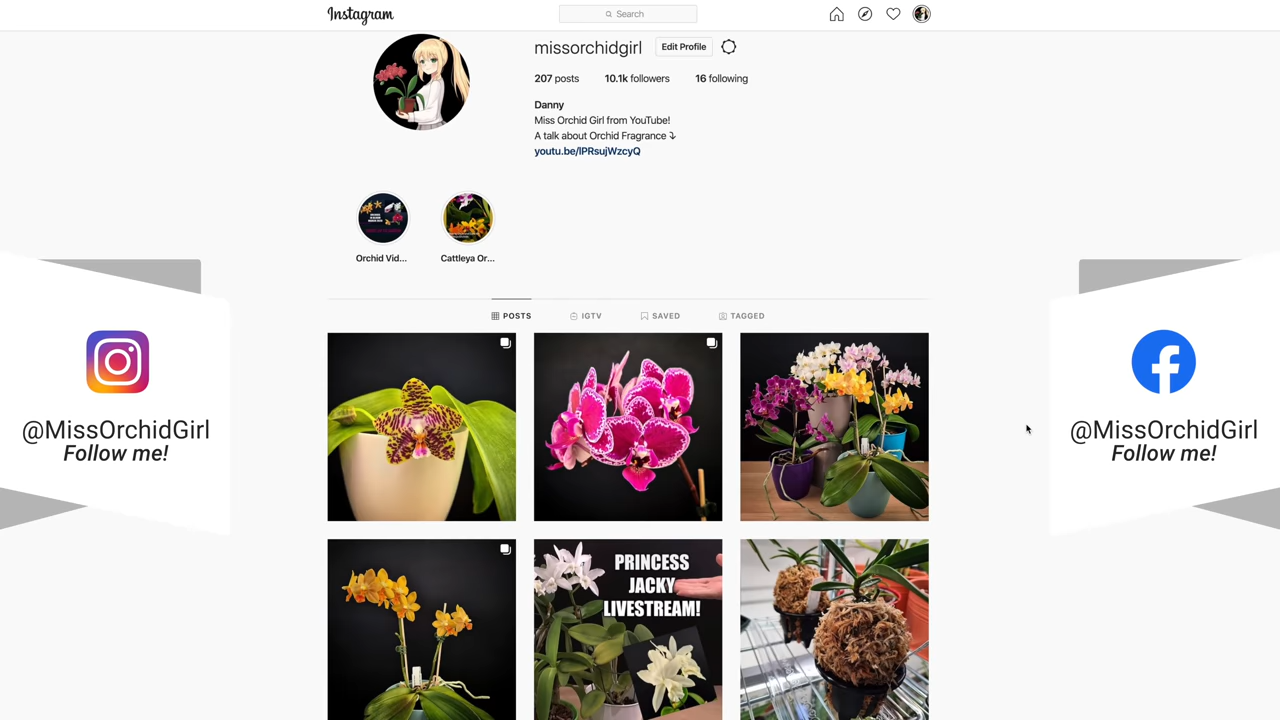 Instagram
Search
missorchidgirl
Edit Profile
207 posts
10.1k followers
16 following
Danny
Miss Orchid Girl from YouTube!
A talk about Orchid Fragrance ⤵
youtu.be/lPRsujWzcyQ
Orchid Vid...
Cattleya Or...
POSTS
IGTV
SAVED
TAGGED
@MissOrchidGirl
Follow me!
@MissOrchidGirl
Follow me!
PRINCESS
JACKY
LIVESTREAM!